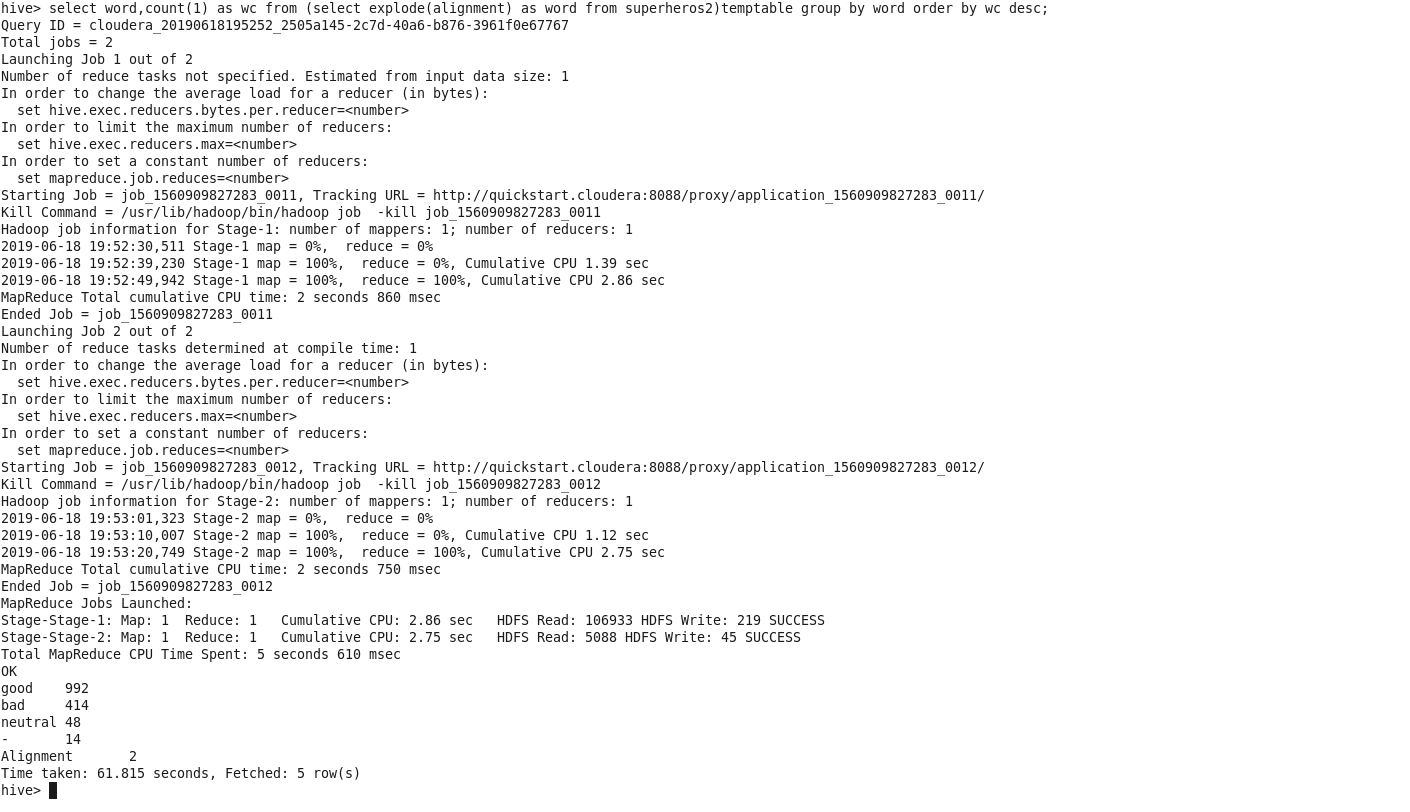 hive> select word,count(1) as wc from (select explode(alignment) as word from superheros2)temptable group by word order by wc desc;
Query ID = cloudera_20190618195252_2505a145-2c7d-40a6-b876-3961f0e67767
Total jobs = 2
Launching Job 1 out of 2
Number of reduce tasks not specified. Estimated from input data size: 1
In order to change the average load for a reducer (in bytes):
  set hive.exec.reducers.bytes.per.reducer=<number>
In order to limit the maximum number of reducers:
  set hive.exec.reducers.max=<number>
In order to set a constant number of reducers:
  set mapreduce.job.reduces=<number>
Starting Job = job_1560909827283_0011, Tracking URL = http://quickstart.cloudera:8088/proxy/application_1560909827283_0011/
Kill Command = /usr/lib/hadoop/bin/hadoop job  -kill job_1560909827283_0011
Hadoop job information for Stage-1: number of mappers: 1; number of reducers: 1
2019-06-18 19:52:30,511 Stage-1 map = 0%,  reduce = 0%
2019-06-18 19:52:39,230 Stage-1 map = 100%,  reduce = 0%, Cumulative CPU 1.39 sec
2019-06-18 19:52:49,942 Stage-1 map = 100%,  reduce = 100%, Cumulative CPU 2.86 sec
MapReduce Total cumulative CPU time: 2 seconds 860 msec
Ended Job = job_1560909827283_0011
Launching Job 2 out of 2
Number of reduce tasks determined at compile time: 1
In order to change the average load for a reducer (in bytes):
  set hive.exec.reducers.bytes.per.reducer=<number>
In order to limit the maximum number of reducers:
  set hive.exec.reducers.max=<number>
In order to set a constant number of reducers:
  set mapreduce.job.reduces=<number>
Starting Job = job_1560909827283_0012, Tracking URL = http://quickstart.cloudera:8088/proxy/application_1560909827283_0012/
Kill Command = /usr/lib/hadoop/bin/hadoop job  -kill job_1560909827283_0012
Hadoop job information for Stage-2: number of mappers: 1; number of reducers: 1
2019-06-18 19:53:01,323 Stage-2 map = 0%,  reduce = 0%
2019-06-18 19:53:10,007 Stage-2 map = 100%,  reduce = 0%, Cumulative CPU 1.12 sec
2019-06-18 19:53:20,749 Stage-2 map = 100%,  reduce = 100%, Cumulative CPU 2.75 sec
MapReduce Total cumulative CPU time: 2 seconds 750 msec
Ended Job = job_1560909827283_0012
MapReduce Jobs Launched:
Stage-Stage-1: Map: 1  Reduce: 1   Cumulative CPU: 2.86 sec   HDFS Read: 106933 HDFS Write: 219 SUCCESS
Stage-Stage-2: Map: 1  Reduce: 1   Cumulative CPU: 2.75 sec   HDFS Read: 5088 HDFS Write: 45 SUCCESS
Total MapReduce CPU Time Spent: 5 seconds 610 msec
OK
good    992
bad     414
neutral 48
-       14
Alignment       2
Time taken: 61.815 seconds, Fetched: 5 row(s)
hive>